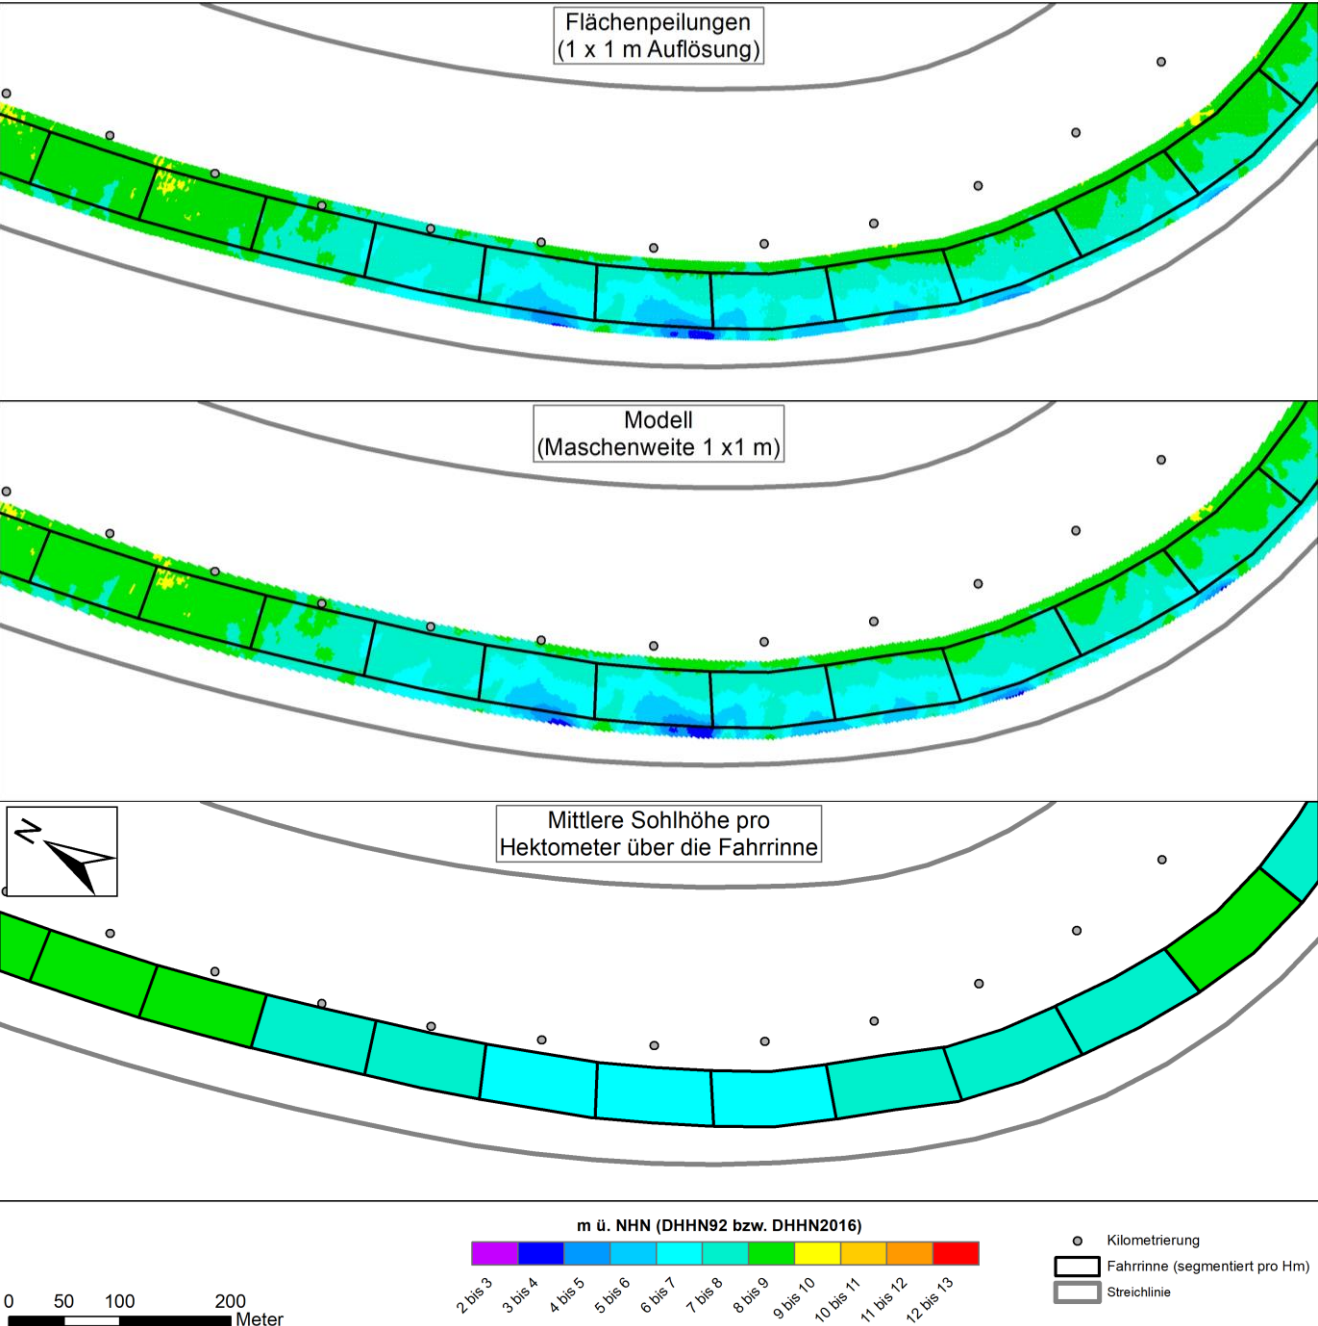 Flächenpeilungen
(1 x 1 m Auflösung)
Modell
(Maschenweite 1 x1 m)
Mittlere Sohlhöhe pro
Hektometer über die Fahrrinne
N
m ü. NHN (DHHN92 bzw. DHHN2016)
2 bis 3
3 bis 4
4 bis 5
5 bis 6
6 bis 7
7 bis 8
8 bis 9
9 bis 10
10 bis 11
11 bis 12
12 bis 13
Kilometrierung
Fahrrinne (segmentiert pro Hm)
Streichlinie
0 50 100 200
Meter